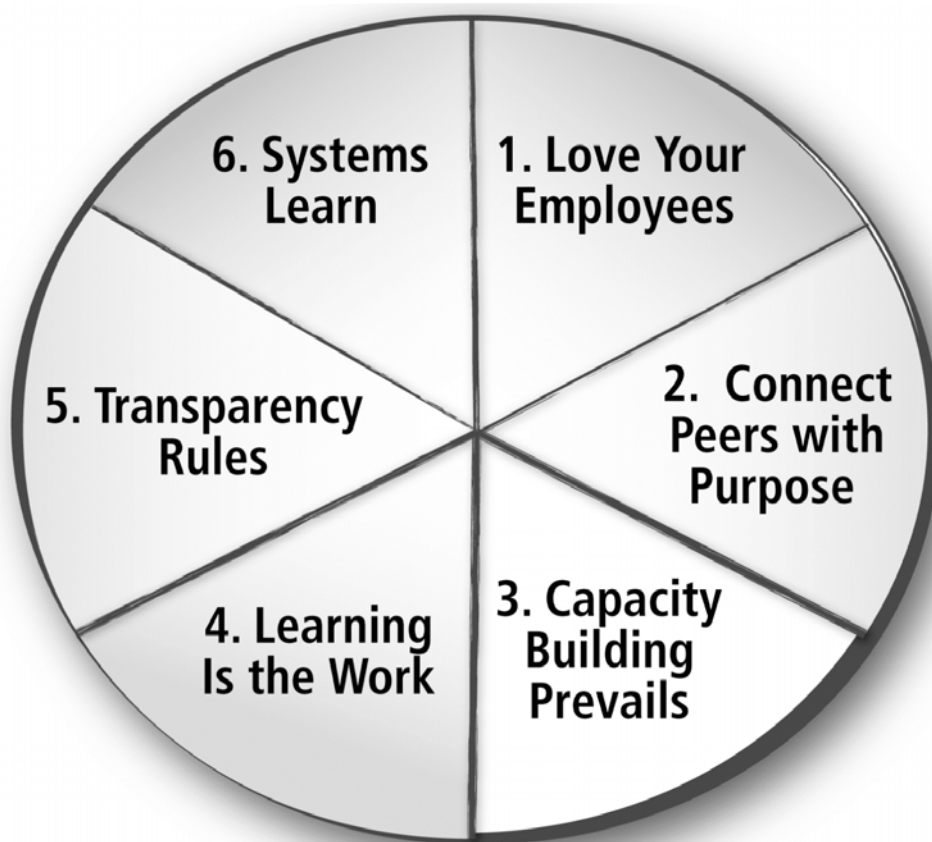 1. Love Your
Employees
2. Connect
Peers with
Purpose
3. Capacity
Building
Prevails
4. Learning
Is the Work
5. Transparency
Rules
6. Systems
Learn